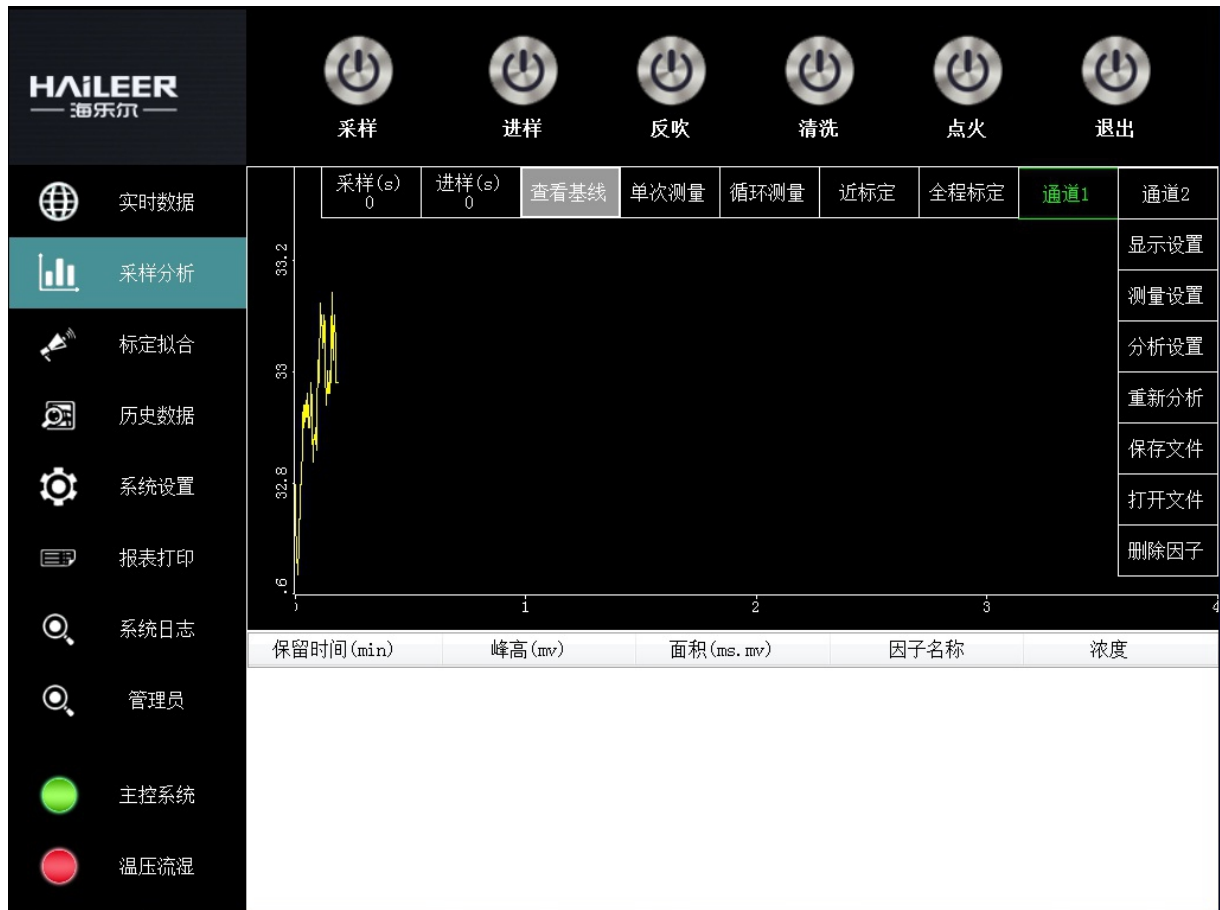 HAiLEER
海乐尔
采样
进样
反吹
清洗
点火
退出
实时数据
采样分析
标定拟合
历史数据
系统设置
报表打印
系统日志
管理员
主控系统
温压流湿
采样(s)
0
进样(s)
0
查看基线
单次测量
循环测量
近标定
全程标定
通道1
通道2
显示设置
测量设置
分析设置
重新分析
保存文件
打开文件
删除因子
33.2
33
32.8
.6
1
2
3
4
保留时间(min)
峰高(mv)
面积(ms.mv)
因子名称
浓度